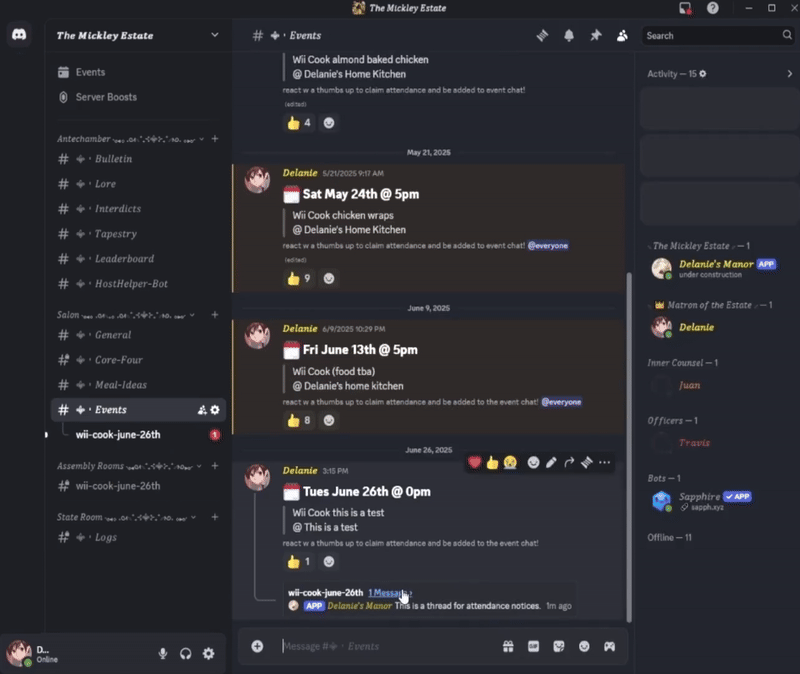 The Mickley Estate
The Mickley Estate
Events
Server Boosts
Antechamber
Bulletin
Lore
Interdicts
Tapestry
Leaderboard
HostHelper-Bot
Salon
General
Core-Four
Meal-Ideas
Events
wii-cook-june-26th
1
Assembly Rooms
wii-cook-june-26th
State Room
Logs
D...
Online
Events
Search
Wii Cook almond baked chicken
@ Delanie's Home Kitchen
react w a thumbs up to claim attendance and be added to event chat!
(edited)
4
May 21, 2025
Delanie 5/21/2025 9:17 AM
Sat May 24th @ 5pm
Wii Cook chicken wraps
@ Delanie's Home Kitchen
react w a thumbs up to claim attendance and be added to event chat! @everyone
(edited)
9
June 9, 2025
Delanie 6/9/2025 10:29 PM
Fri June 13th @ 5pm
Wii Cook (food tba)
@ Delanie's home kitchen
react w a thumbs up to claim attendance and be added to the event chat! @everyone
8
June 26, 2025
Delanie 3:15 PM
Tues June 26th @ 0pm
Wii Cook this is a test
@ This is a test
react w a thumbs up to claim attendance and be added to the event chat!
1
wii-cook-june-26th 1 Message ›
APP Delanie's Manor This is a thread for attendance notices. 1m ago
Message # Events
GIF
Activity — 15
The Mickley Estate — 1
Delanie's Manor APP
under construction
Matron of the Estate — 1
Delanie
Inner Counsel — 1
Juan
Officers — 1
Travis
Bots — 1
Sapphire ✓ APP
sapph.xyz
Offline — 11